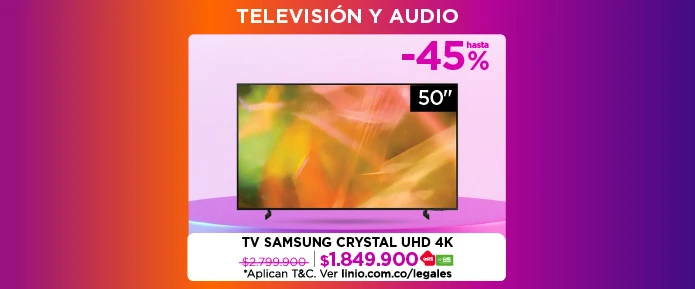 TELEVISIÓN Y AUDIO
hasta
-45%
50"
TV SAMSUNG CRYSTAL UHD 4K
$2.799.900 $1.849.900
*Aplican T&C. Ver linio.com.co/legales